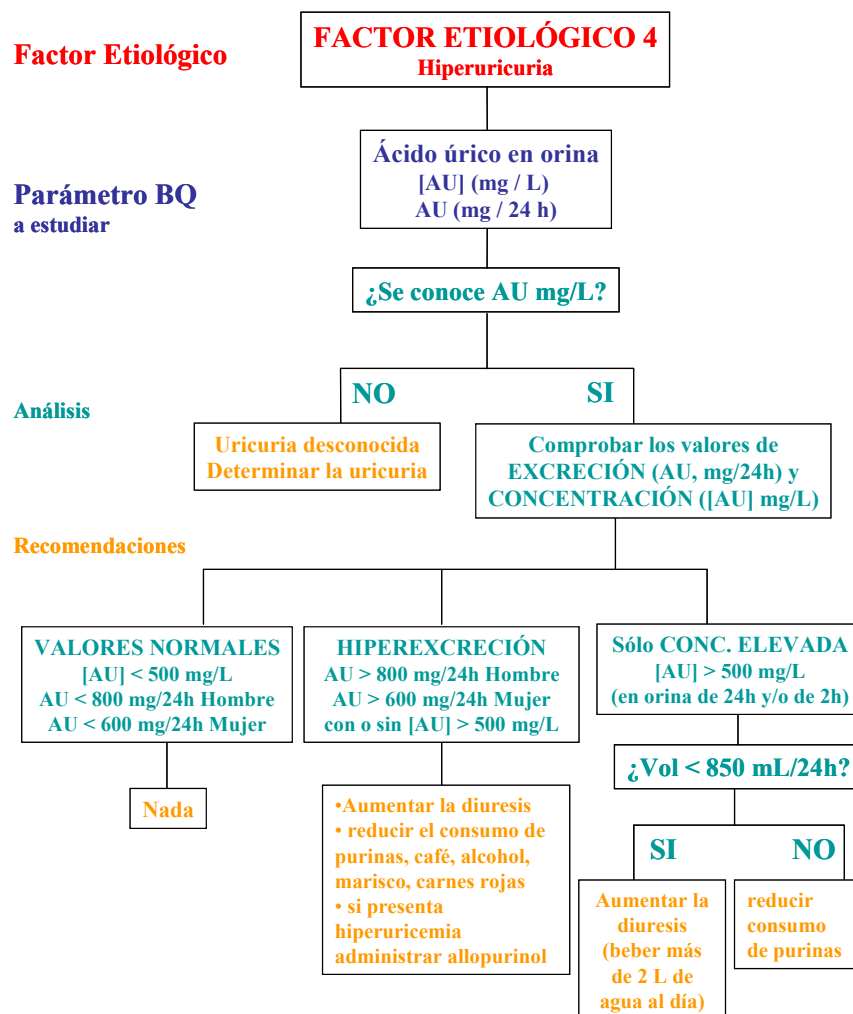 Factor Etiológico
FACTOR ETIOLÓGICO 4
Hiperuricuria
Parámetro BQ
a estudiar
Ácido úrico en orina
[AU] (mg / L)
AU (mg / 24 h)
¿Se conoce AU mg/L?
NO
SI
Análisis
Uricuria desconocida
Determinar la uricuria
Comprobar los valores de
EXCRECIÓN (AU, mg/24h) y
CONCENTRACIÓN ([AU] mg/L)
Recomendaciones
VALORES NORMALES
[AU] < 500 mg/L
AU < 800 mg/24h Hombre
AU < 600 mg/24h Mujer
HIPEREXCRECIÓN
AU > 800 mg/24h Hombre
AU > 600 mg/24h Mujer
con o sin [AU] > 500 mg/L
Sólo CONC. ELEVADA
[AU] > 500 mg/L
(en orina de 24h y/o de 2h)
¿Vol < 850 mL/24h?
Nada
•Aumentar la diuresis
• reducir el consumo de
purinas, café, alcohol,
marisco, carnes rojas
• si presenta
hiperuricemia
administrar allopurinol
SI
NO
Aumentar la
diuresis
(beber más
de 2 L de
agua al día)
reducir
consumo
de purinas